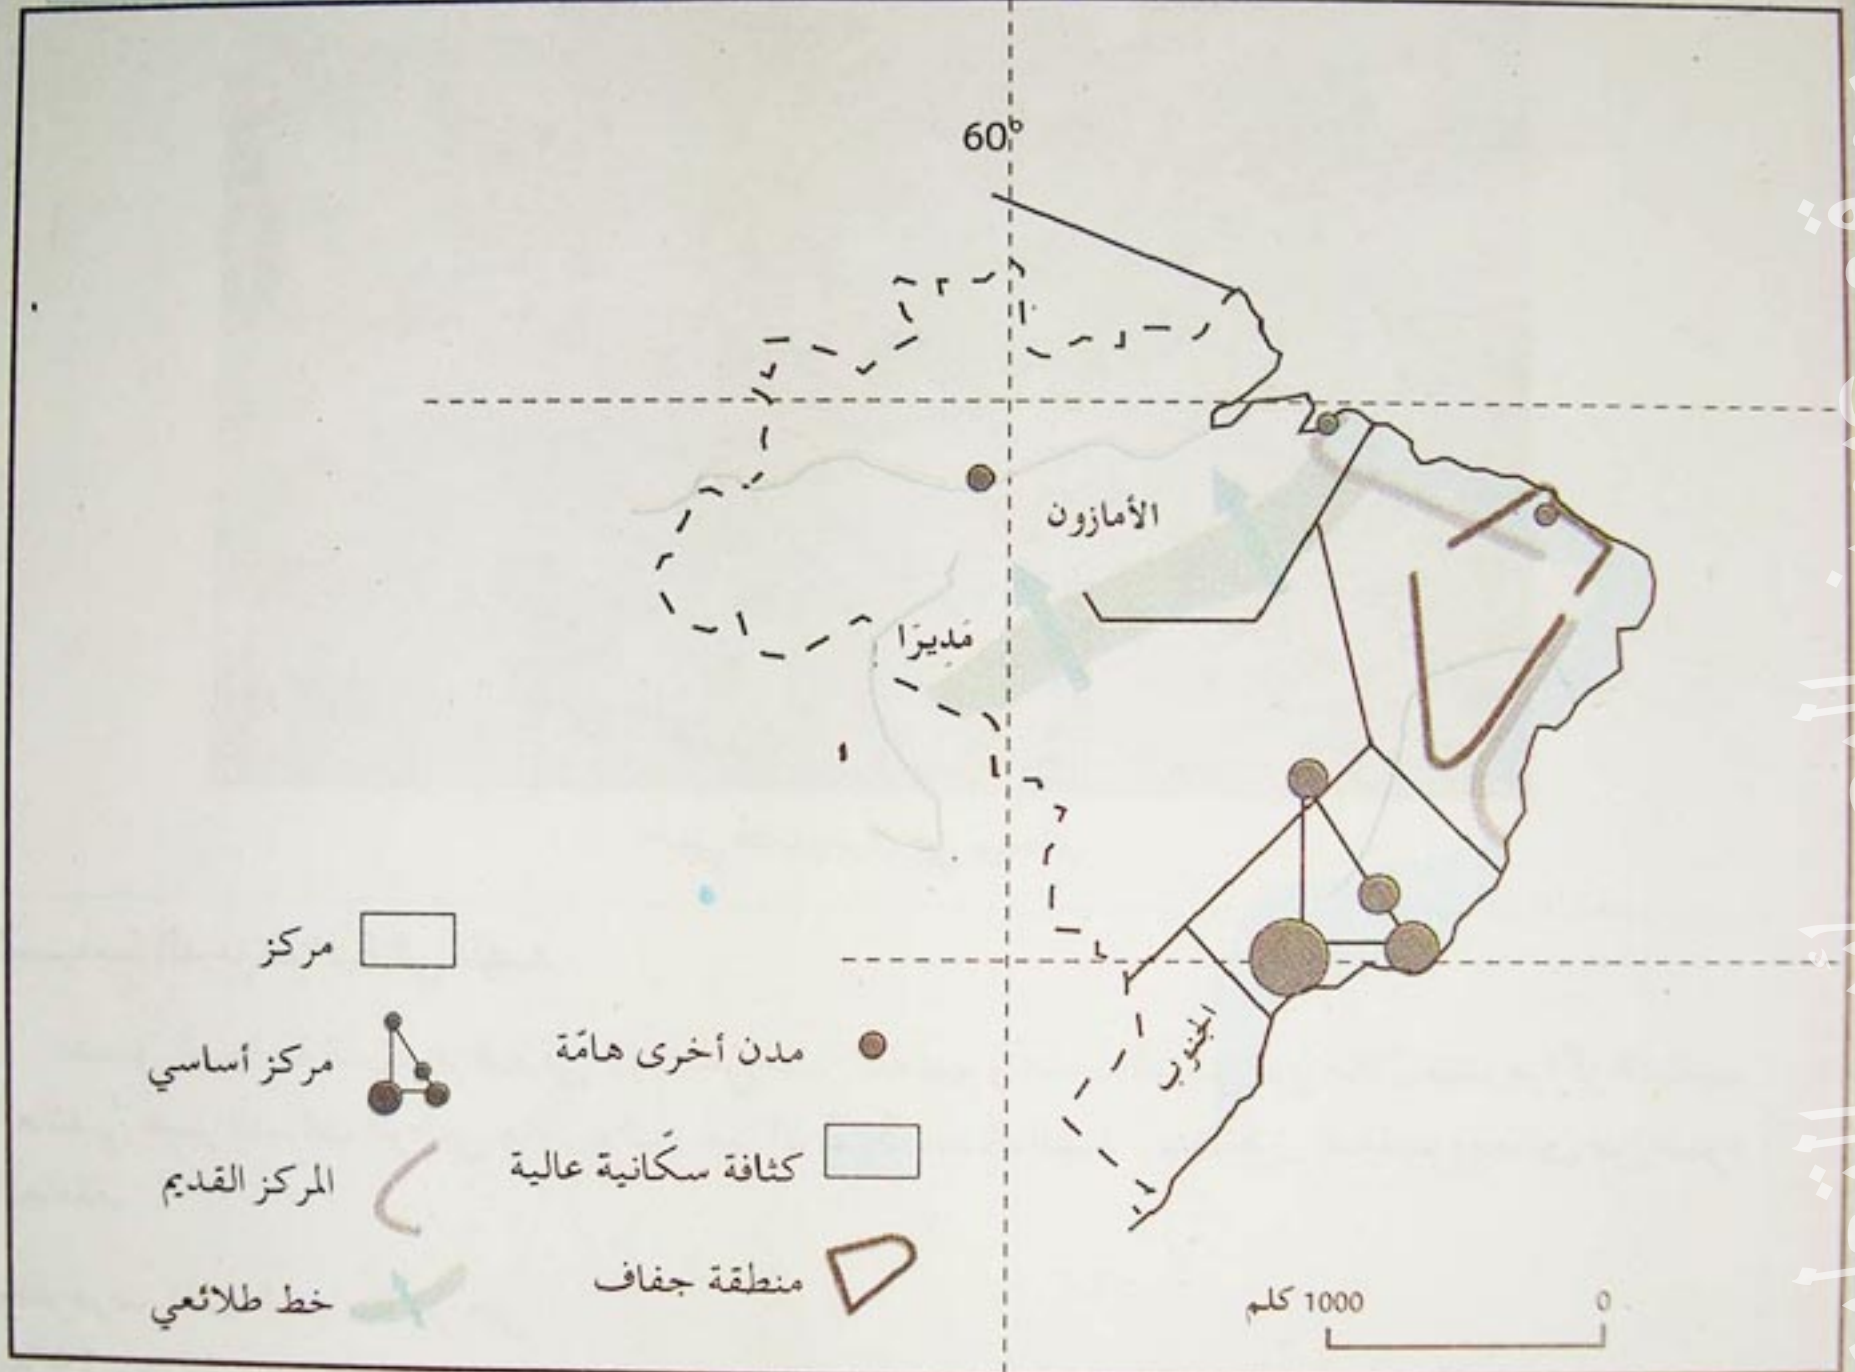 60°
الأمازون
مَديرَا
الجنوب
مركز
مركز أساسي
المركز القديم
خط طلائعي
مدن أخرى هامّة
كثافة سكّانية عالية
منطقة جفاف
1000 كلم
0